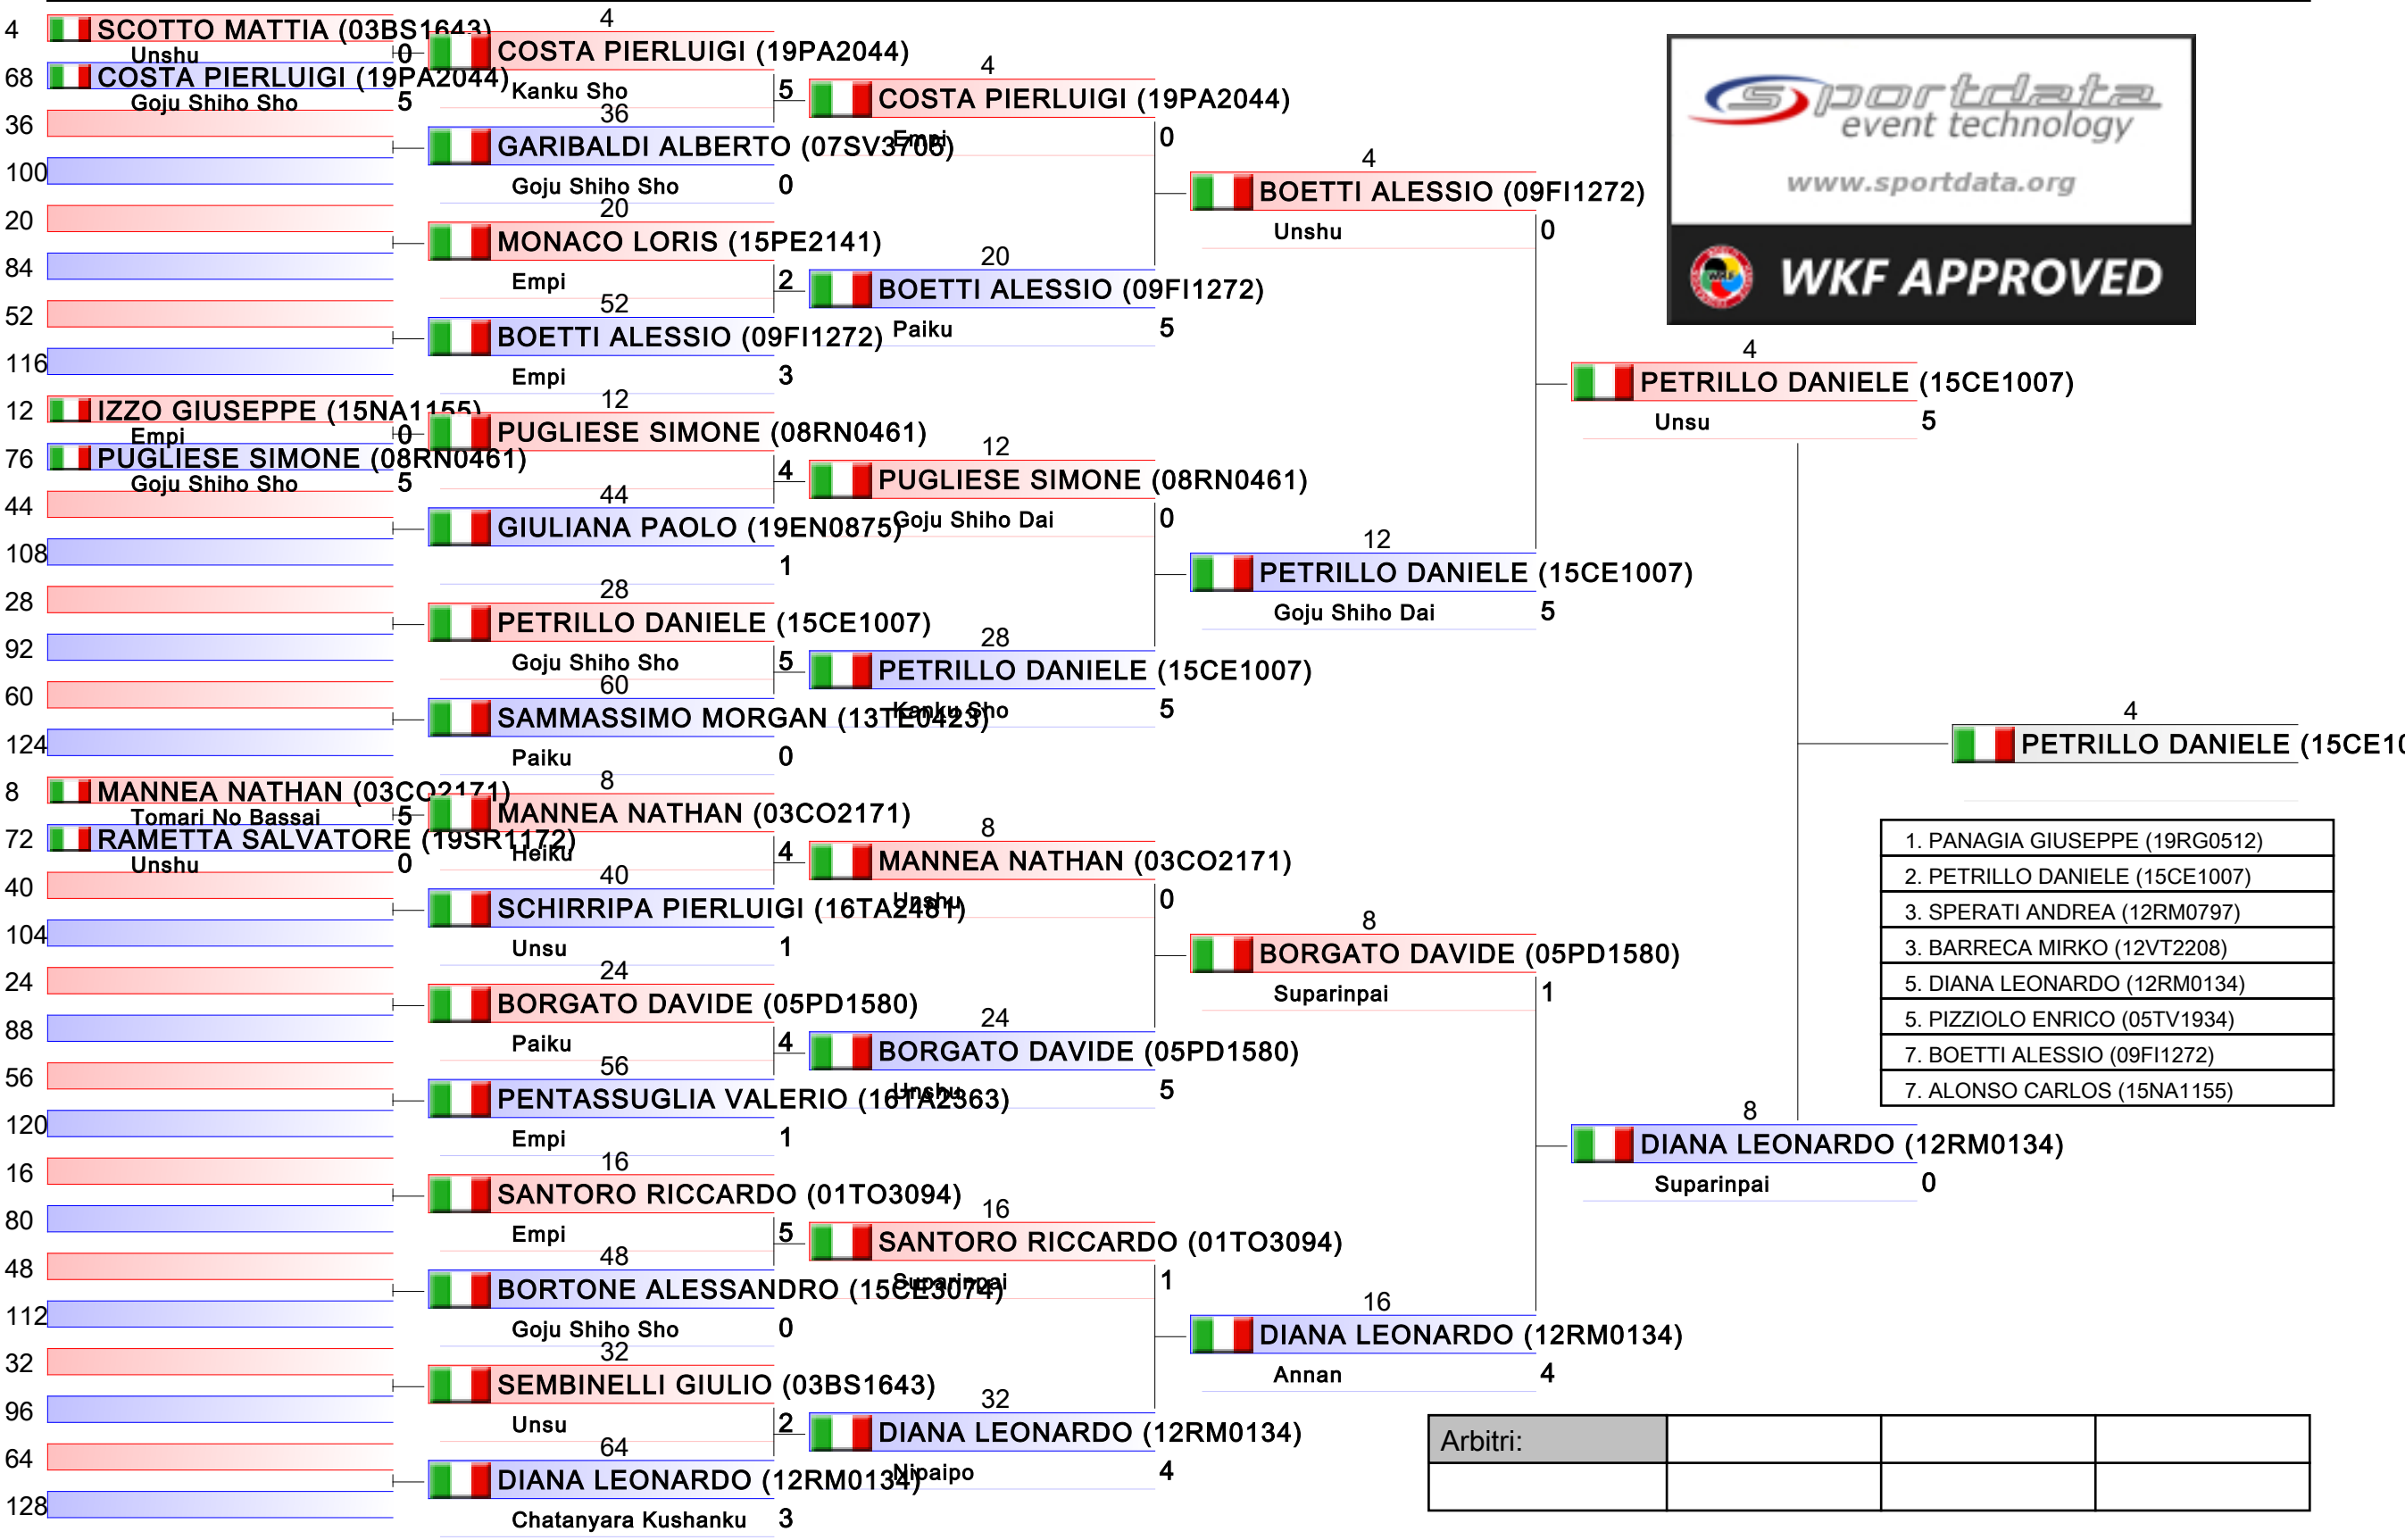 4
SCOTTO MATTIA (03BS1643)
Unshu
0
68
COSTA PIERLUIGI (19PA2044)
Goju Shiho Sho
5
36
100
20
84
52
116
12
IZZO GIUSEPPE (15NA1155)
Empi
0
76
PUGLIESE SIMONE (08RN0461)
Goju Shiho Sho
5
44
108
28
92
60
124
8
MANNEA NATHAN (03CO2171)
Tomari No Bassai
5
72
RAMETTA SALVATORE (19SR1172)
Unshu
0
40
104
24
88
56
120
16
80
48
112
32
96
64
128
4
COSTA PIERLUIGI (19PA2044)
Kanku Sho
5
36
GARIBALDI ALBERTO (07SV3706)
Goju Shiho Sho
0
20
MONACO LORIS (15PE2141)
Empi
2
52
BOETTI ALESSIO (09FI1272)
Empi
3
12
PUGLIESE SIMONE (08RN0461)
4
44
GIULIANA PAOLO (19EN0875)
1
28
PETRILLO DANIELE (15CE1007)
Goju Shiho Sho
5
60
SAMMASSIMO MORGAN (13TE0423)
Paiku
0
8
MANNEA NATHAN (03CO2171)
Heiku
4
40
SCHIRRIPA PIERLUIGI (16TA2481)
Unsu
1
24
BORGATO DAVIDE (05PD1580)
Paiku
4
56
PENTASSUGLIA VALERIO (16TA2363)
Empi
1
16
SANTORO RICCARDO (01TO3094)
Empi
5
48
BORTONE ALESSANDRO (15CE3074)
Goju Shiho Sho
0
32
SEMBINELLI GIULIO (03BS1643)
Unsu
2
64
DIANA LEONARDO (12RM0134)
Chatanyara Kushanku
3
4
COSTA PIERLUIGI (19PA2044)
Empi
0
20
BOETTI ALESSIO (09FI1272)
Paiku
5
12
PUGLIESE SIMONE (08RN0461)
Goju Shiho Dai
0
28
PETRILLO DANIELE (15CE1007)
Kanku Sho
5
8
MANNEA NATHAN (03CO2171)
Unshu
0
24
BORGATO DAVIDE (05PD1580)
Unshu
5
16
SANTORO RICCARDO (01TO3094)
Suparinpai
1
32
DIANA LEONARDO (12RM0134)
Nipaipo
4
4
BOETTI ALESSIO (09FI1272)
Unshu
0
12
PETRILLO DANIELE (15CE1007)
Goju Shiho Dai
5
8
BORGATO DAVIDE (05PD1580)
Suparinpai
1
16
DIANA LEONARDO (12RM0134)
Annan
4
sportdata
event technology
www.sportdata.org
WKF APPROVED
4
PETRILLO DANIELE (15CE1007)
Unsu
5
8
DIANA LEONARDO (12RM0134)
Suparinpai
0
4
PETRILLO DANIELE (15CE10
1. PANAGIA GIUSEPPE (19RG0512)
2. PETRILLO DANIELE (15CE1007)
3. SPERATI ANDREA (12RM0797)
3. BARRECA MIRKO (12VT2208)
5. DIANA LEONARDO (12RM0134)
5. PIZZIOLO ENRICO (05TV1934)
7. BOETTI ALESSIO (09FI1272)
7. ALONSO CARLOS (15NA1155)
Arbitri: